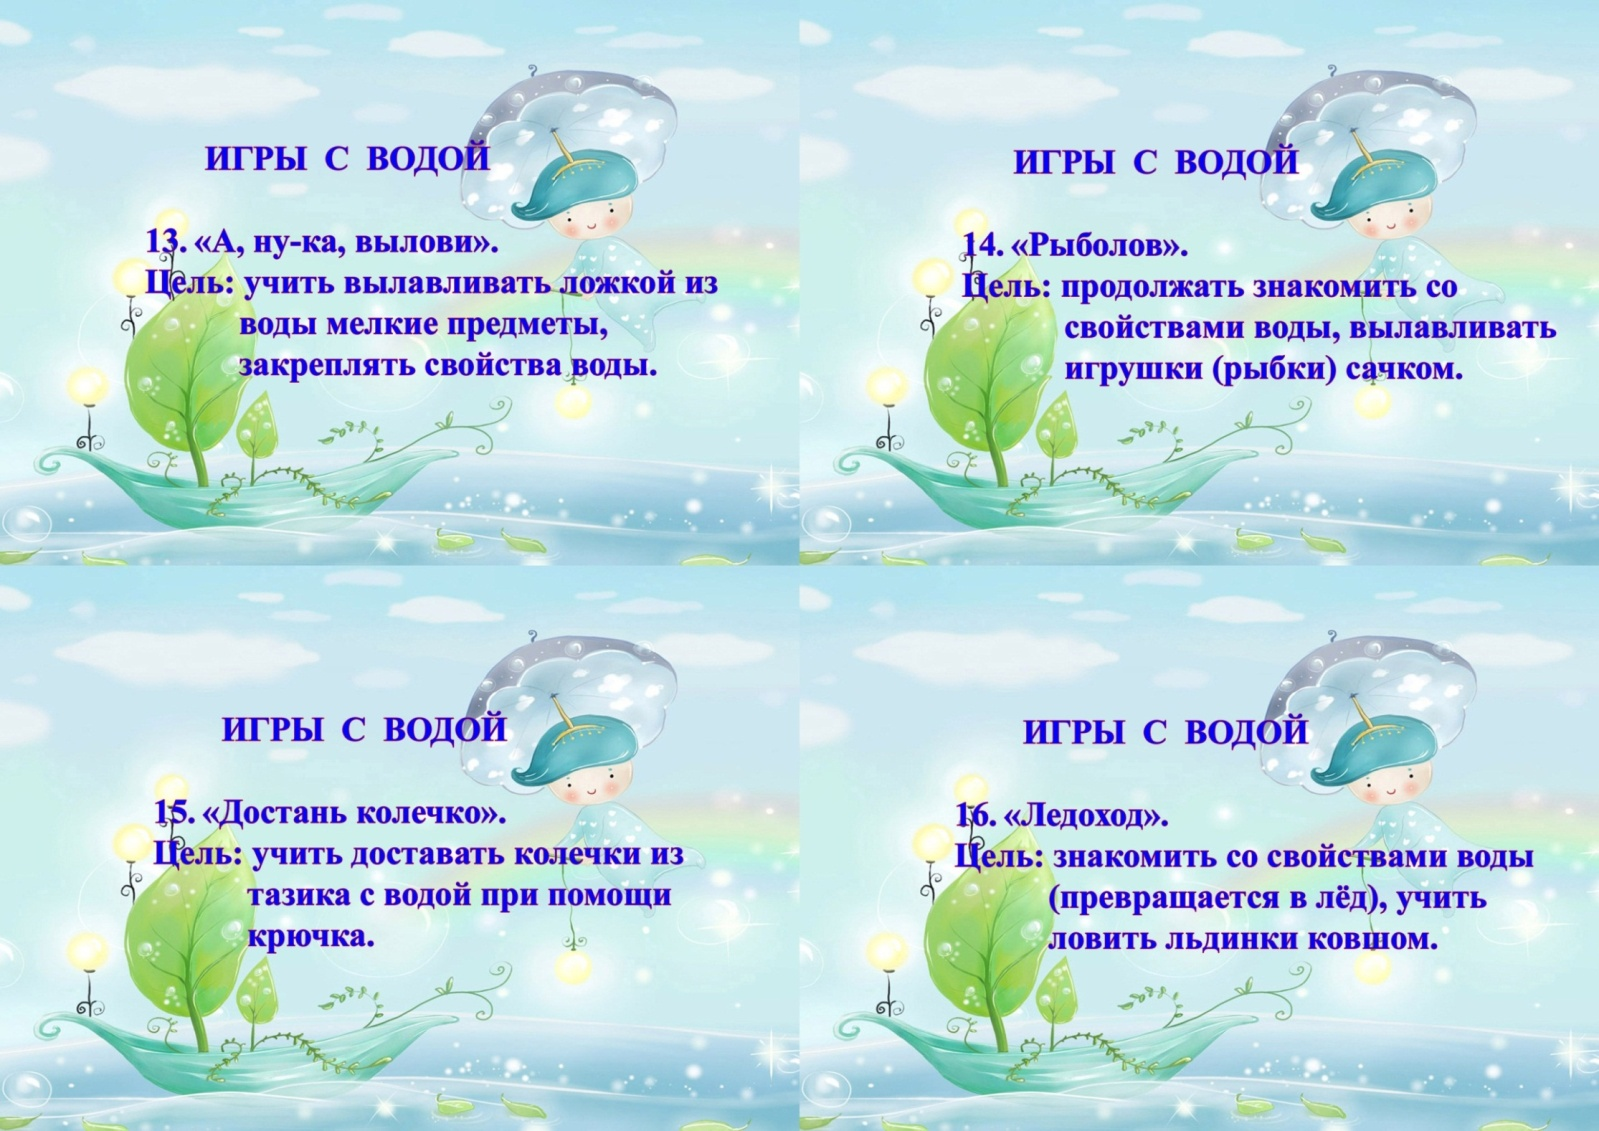 ИГРЫ С ВОДОЙ
13. «А, ну-ка, вылови».
Цель: учить вылавливать ложкой из
воды мелкие предметы,
закреплять свойства воды.
ИГРЫ С ВОДОЙ
14. «Рыболов».
Цель: продолжать знакомить со
свойствами воды, вылавливать
игрушки (рыбки) сачком.
ИГРЫ С ВОДОЙ
15. «Достань колечко».
Цель: учить доставать колечки из
тазика с водой при помощи
крючка.
ИГРЫ С ВОДОЙ
16. «Ледоход».
Цель: знакомить со свойствами воды
(превращается в лёд), учить
ловить льдинки ковшом.